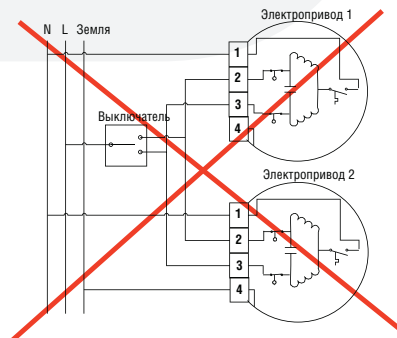 Электропривод 1
N L Земля
1
2
3
4
Выключатель
Электропривод 2
1
2
3
4